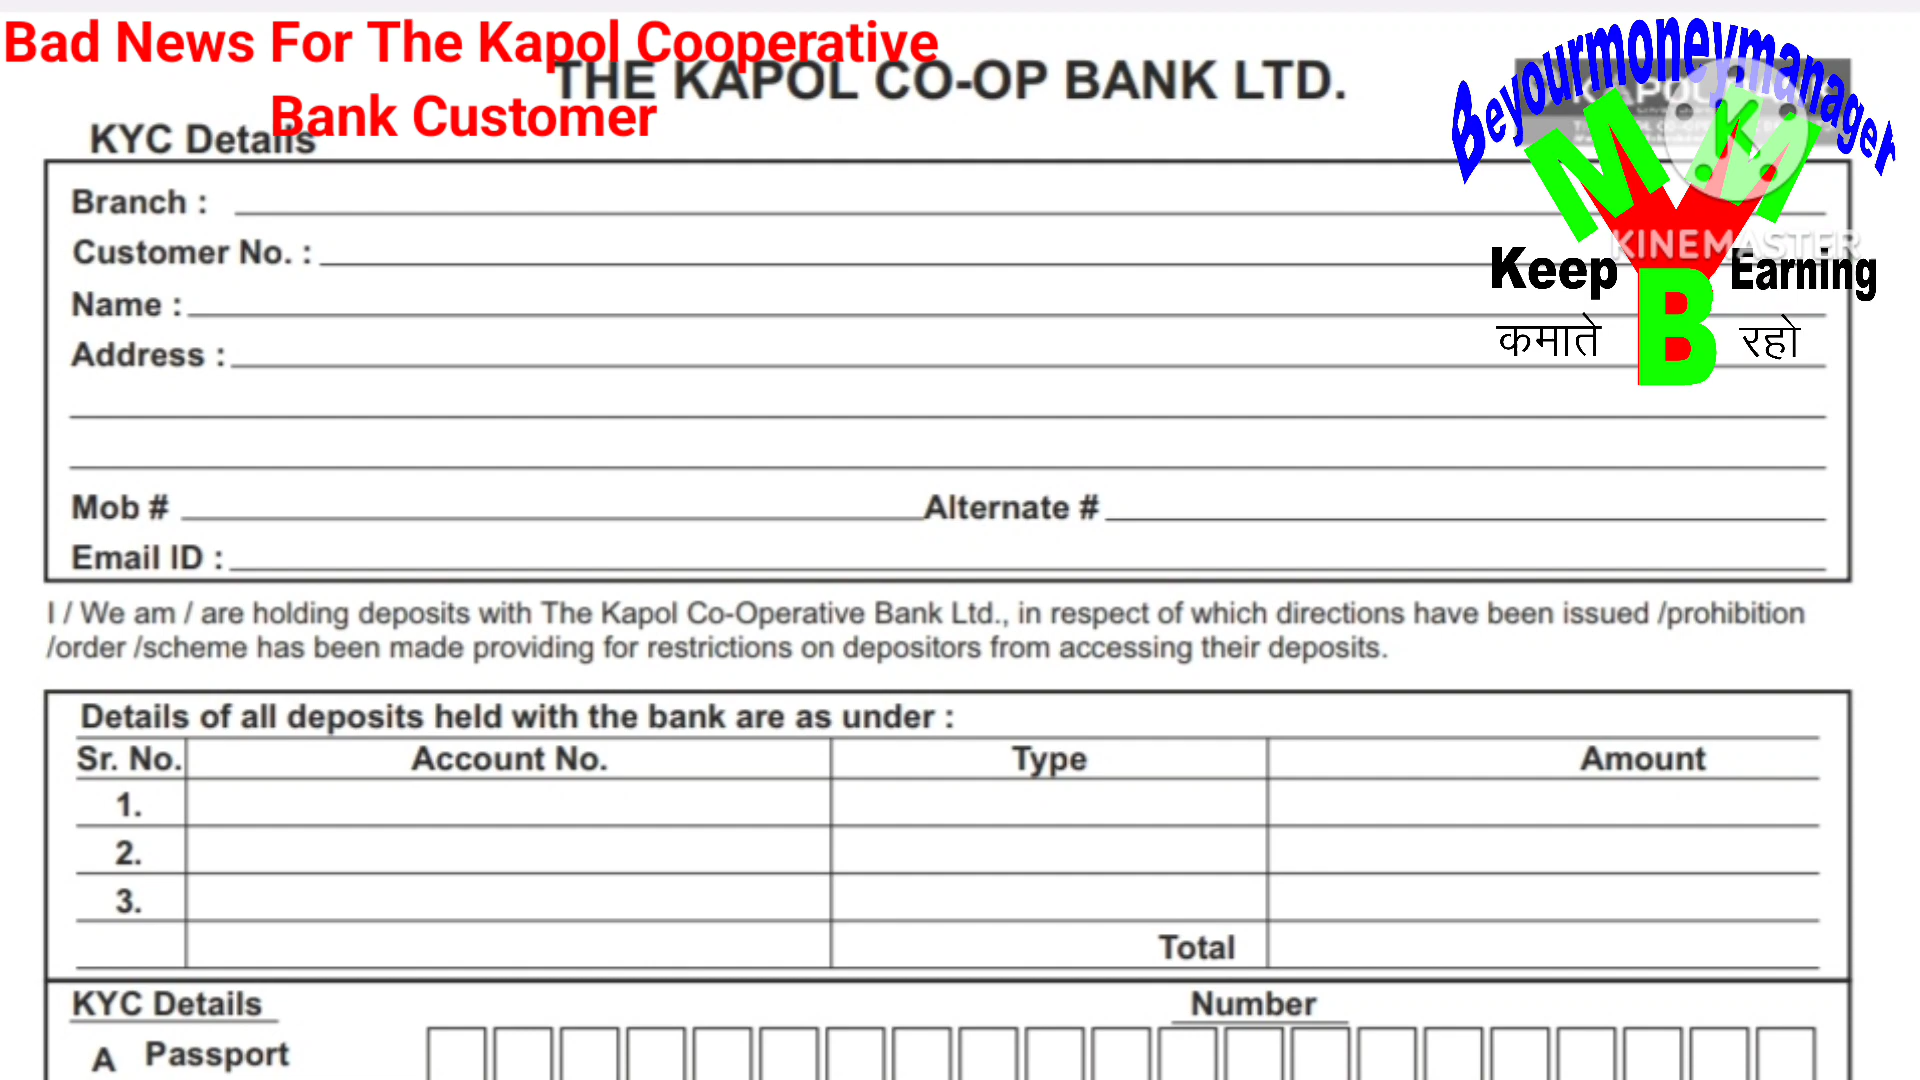 Bad News For The Kapol Cooperative
Bank Customer
THE KAPOL CO-OP BANK LTD.
Beyourmoneymanager
KYC Details
M K M
KINEMASTER
Keep B Earning
कमाते रहो
Branch :
Customer No. :
Name :
Address :
Mob # Alternate #
Email ID :
I / We am / are holding deposits with The Kapol Co-Operative Bank Ltd., in respect of which directions have been issued /prohibition
/order /scheme has been made providing for restrictions on depositors from accessing their deposits.
Details of all deposits held with the bank are as under :
Sr. No. Account No. Type Amount
1.
2.
3.
Total
KYC Details Number
A Passport